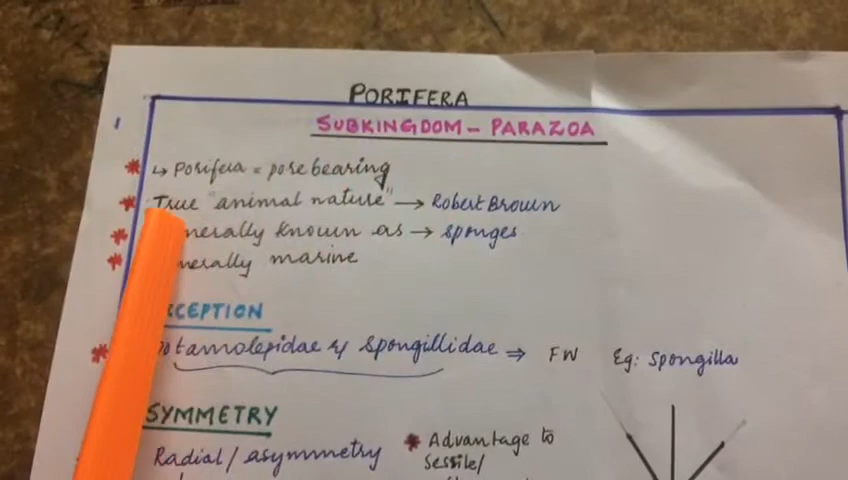 PORIFERA
SUBKINGDOM - PARAZOA
1
* ↳ Porifera = pore bearing
* True "animal nature" → Robert Brown
* nerally known as → sponges
* nerally marine
CEPTION
* tamolepidae & Spongillidae ⇒ FW Eg: Spongilla
SYMMETRY
Radial / asymmetry
* Advantage to
sessile/